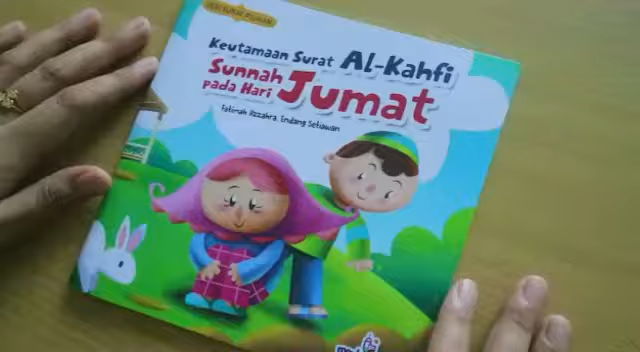 Keutamaan Surat Al-Kahfi
Sunnah
pada Hari Jumat
Fatimah Azzahra, Endang Setiawan